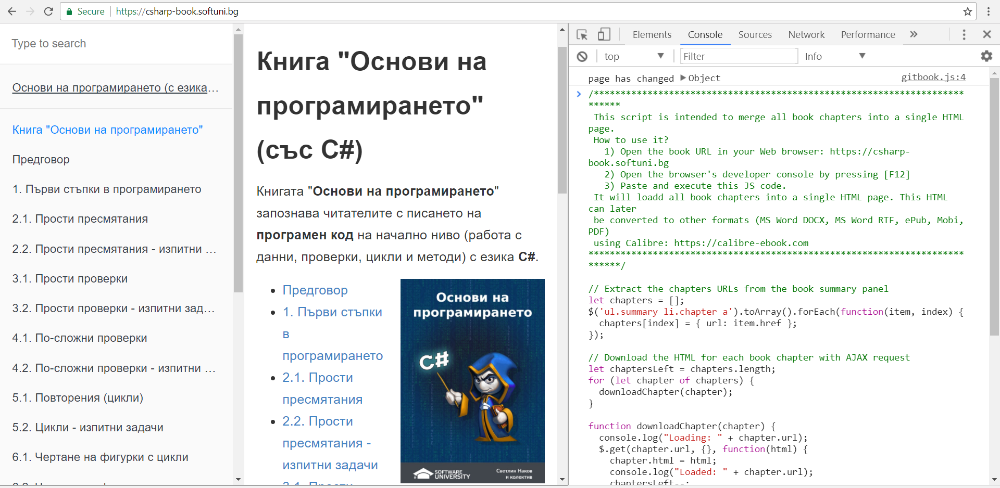 Secure
https://csharp-book.softuni.bg
Type to search
Основи на програмирането (с езика...
Книга "Основи на програмирането"
Предговор
1. Първи стъпки в програмирането
2.1. Прости пресмятания
2.2. Прости пресмятания - изпитни ...
3.1. Прости проверки
3.2. Прости проверки - изпитни зад...
4.1. По-сложни проверки
4.2. По-сложни проверки - изпитни ...
5.1. Повторения (цикли)
5.2. Цикли - изпитни задачи
6.1. Чертане на фигурки с цикли
Книга "Основи на
програмирането"
(със C#)
Книгата "Основи на програмирането"
запознава читателите с писането на
програмен код на начално ниво (работа с
данни, проверки, цикли и методи) с езика C#.
Предговор
1. Първи стъпки
в
програмирането
2.1. Прости
пресмятания
2.2. Прости
пресмятания -
изпитни задачи
3.1. Прости
Основи на
програмирането
C#
SOFTWARE
UNIVERSITY
Светлин Наков
и колектив
Elements
Console
Sources
Network
Performance
top
Filter
Info
page has changed Object
gitbook.js:4
/*********************************************************************
******
This script is intended to merge all book chapters into a single HTML
page.
How to use it?
1) Open the book URL in your Web browser: https://csharp-
book.softuni.bg
2) Open the browser's developer console by pressing [F12]
3) Paste and execute this JS code.
It will loadd all book chapters into a single HTML page. This HTML
can later
be converted to other formats (MS Word DOCX, MS Word RTF, ePub, Mobi,
PDF)
using Calibre: https://calibre-ebook.com
**********************************************************************
******/
// Extract the chapters URLs from the book summary panel
let chapters = [];
$('ul.summary li.chapter a').toArray().forEach(function(item, index) {
chapters[index] = { url: item.href };
});
// Download the HTML for each book chapter with AJAX request
let chaptersLeft = chapters.length;
for (let chapter of chapters) {
downloadChapter(chapter);
}
function downloadChapter(chapter) {
console.log("Loading: " + chapter.url);
$.get(chapter.url, {}, function(html) {
chapter.html = html;
console.log("Loaded: " + chapter.url);
chaptersLeft--;